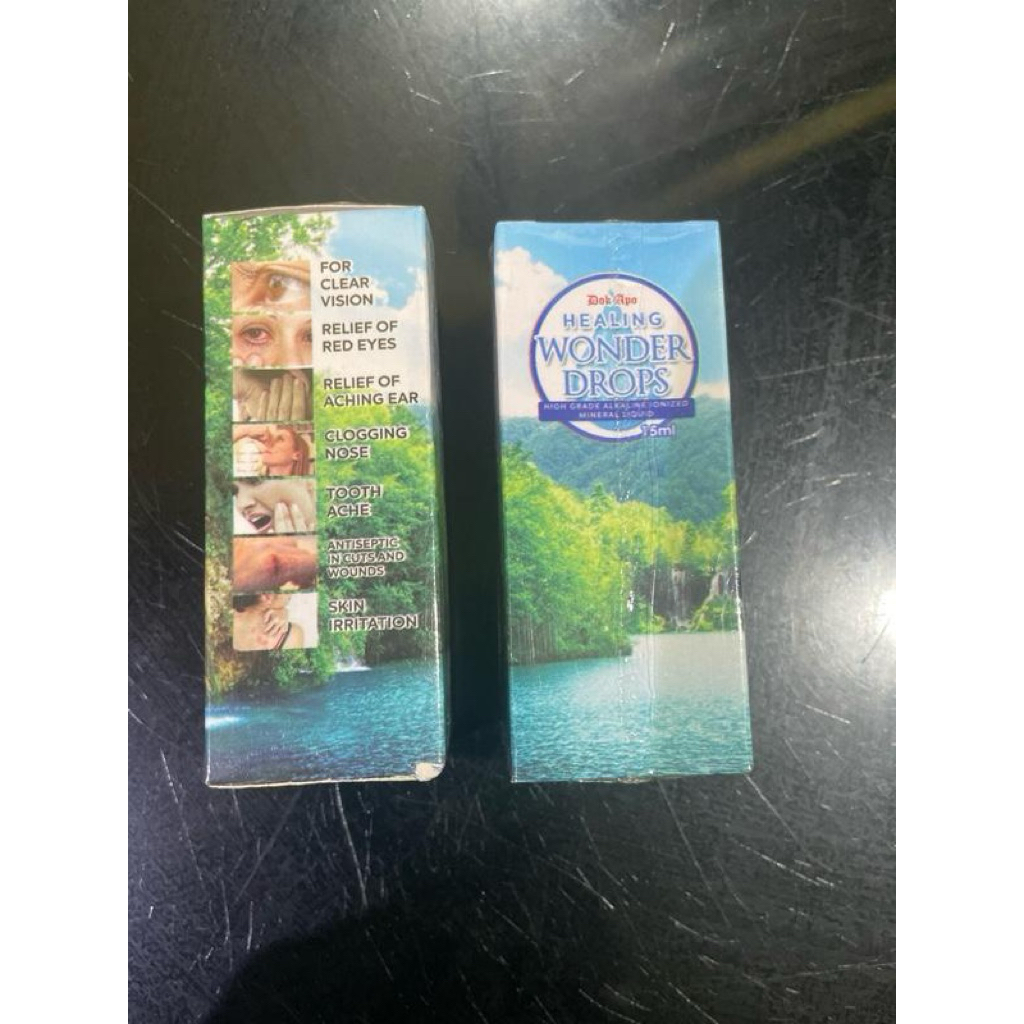 FOR
CLEAR
VISION
RELIEF OF
RED EYES
RELIEF OF
ACHING EAR
CLOGGING
NOSE
TOOTH
ACHE
ANTISEPTIC
IN CUTS AND
WOUNDS
SKIN
IRRITATION
Dok Apo
HEALING
WONDER
DROPS
HIGH GRADE ALKALINE IONIZED
MINERAL LIQUID
15ml